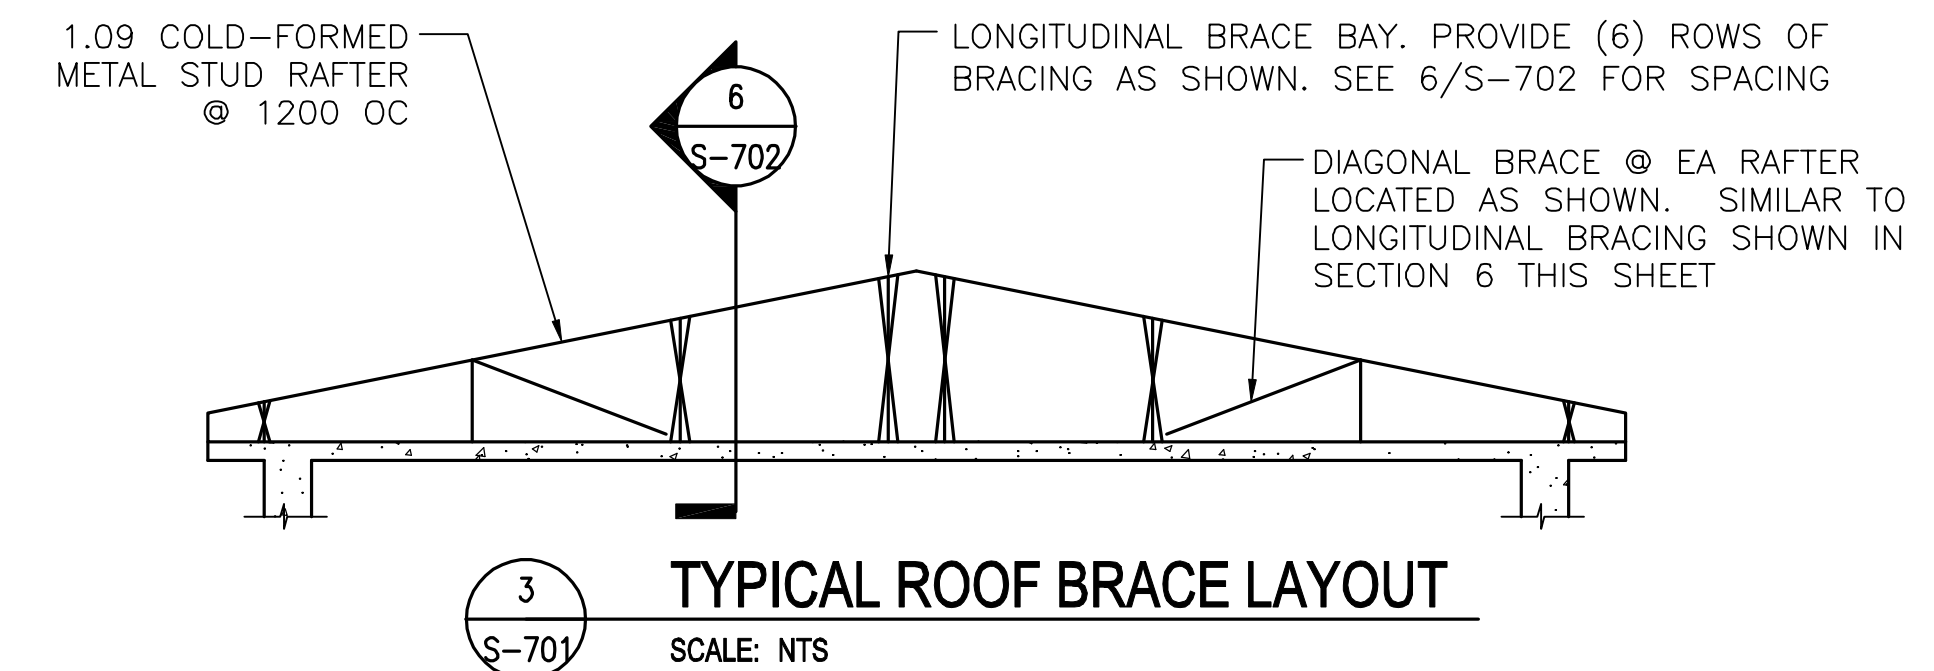 1.09 COLD-FORMED
METAL STUD RAFTER
@ 1200 OC
6
S-702
LONGITUDINAL BRACE BAY. PROVIDE (6) ROWS OF
BRACING AS SHOWN. SEE 6/S-702 FOR SPACING
DIAGONAL BRACE @ EA RAFTER
LOCATED AS SHOWN. SIMILAR TO
LONGITUDINAL BRACING SHOWN IN
SECTION 6 THIS SHEET
3
S-701
TYPICAL ROOF BRACE LAYOUT
SCALE: NTS